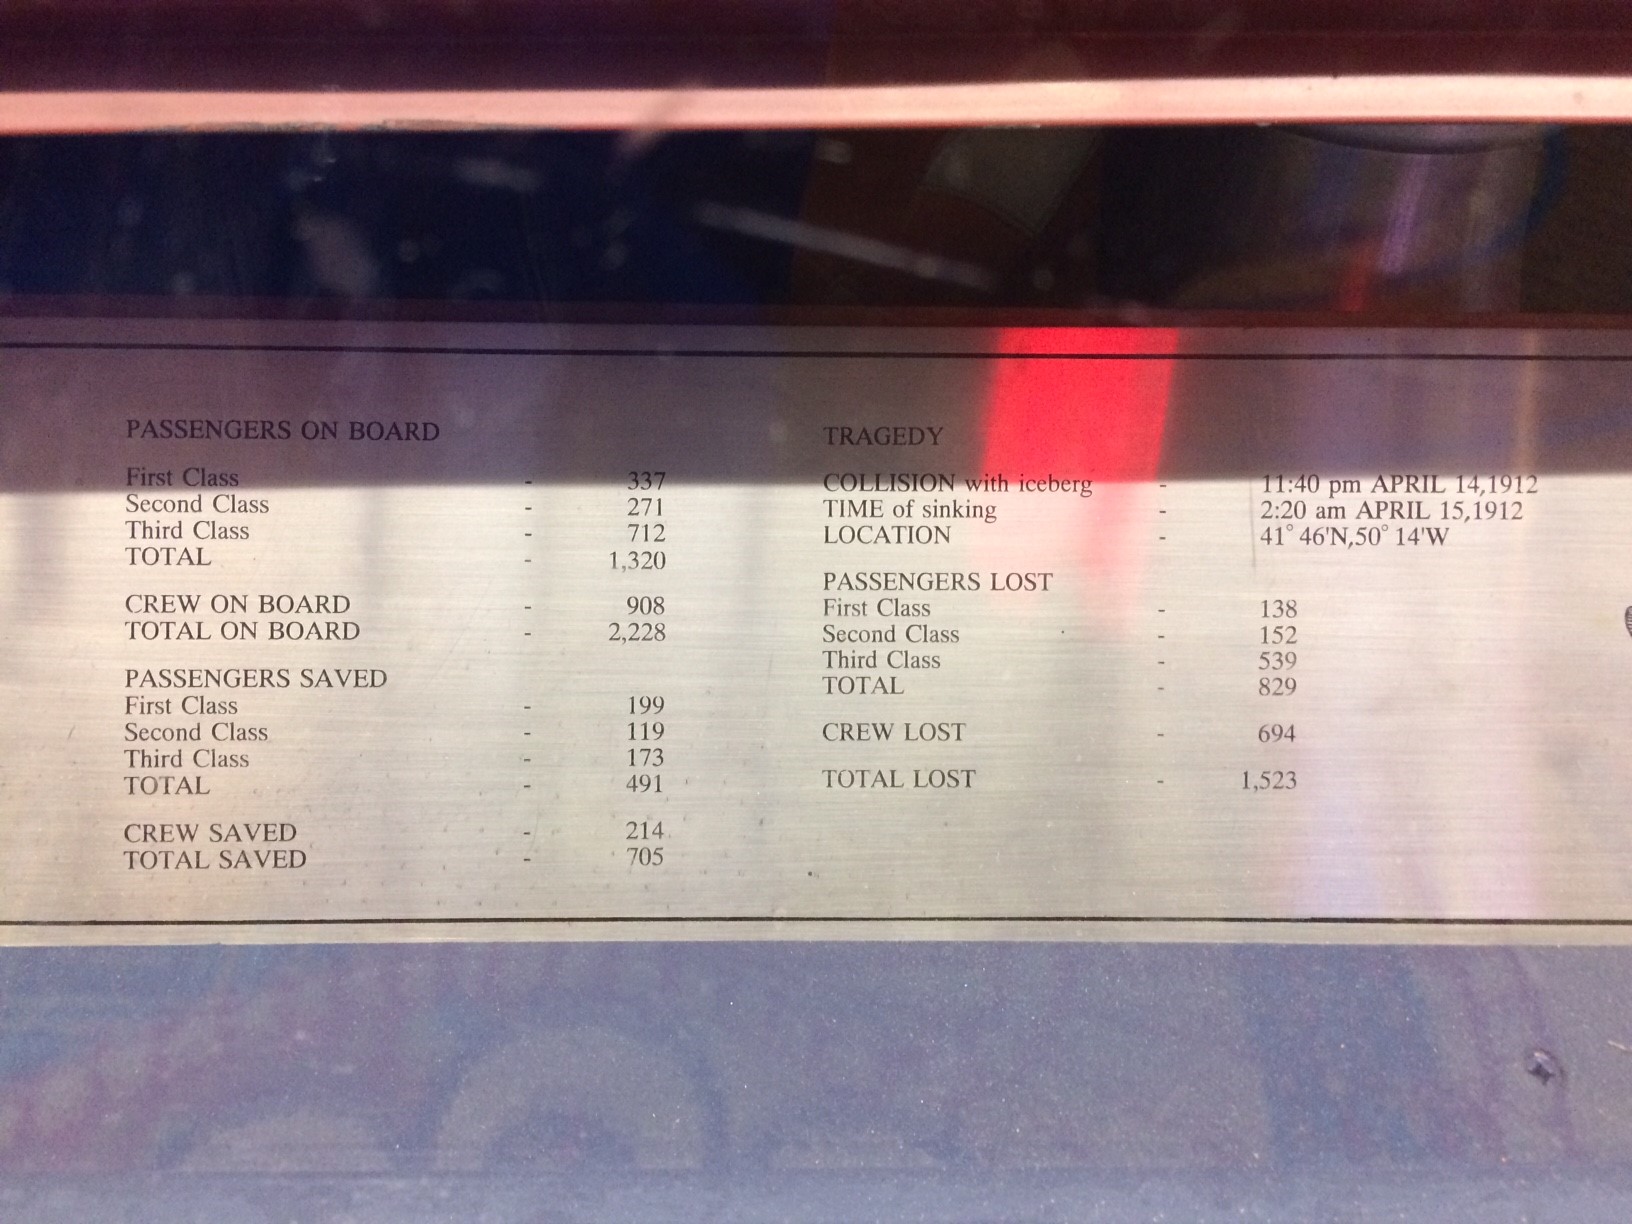 PASSENGERS ON BOARD
First Class - 337
Second Class - 271
Third Class - 712
TOTAL - 1,320
CREW ON BOARD - 908
TOTAL ON BOARD - 2,228
PASSENGERS SAVED
First Class - 199
Second Class - 119
Third Class - 173
TOTAL - 491
CREW SAVED - 214
TOTAL SAVED - 705
TRAGEDY
COLLISION with iceberg - 11:40 pm APRIL 14,1912
TIME of sinking - 2:20 am APRIL 15,1912
LOCATION - 41° 46'N,50° 14'W
PASSENGERS LOST
First Class - 138
Second Class - 152
Third Class - 539
TOTAL - 829
CREW LOST - 694
TOTAL LOST - 1,523